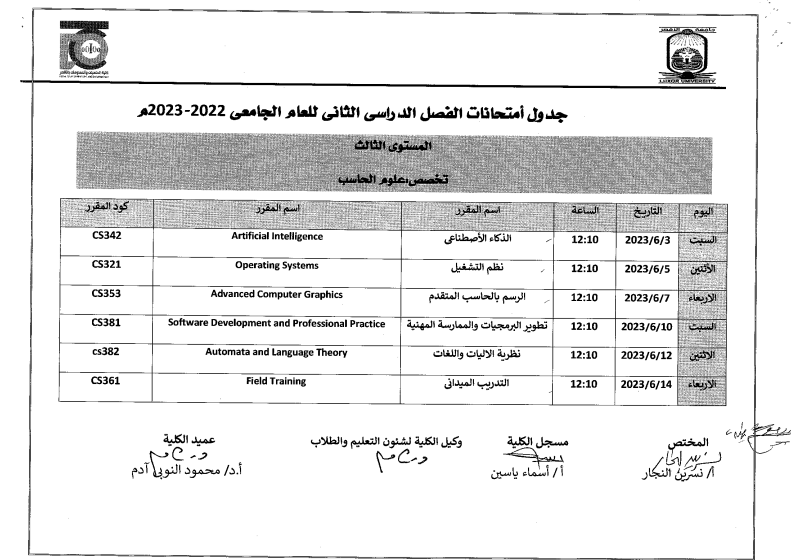 جامعة الأقصر
LUXOR UNIVERSITY
جدول أمتحانات الفصل الدراسى الثانى للعام الجامعى 2022-2023م
المستوى الثالث
تخصص،علوم الحاسب
اليوم التاريخ الساعة اسم المقرر اسم المقرر كود المقرر
السبت 2023/6/3 12:10 الذكاء الأصطناعى Artificial Intelligence CS342
الأثنين 2023/6/5 12:10 نظم التشغيل Operating Systems CS321
الاربعاء 2023/6/7 12:10 الرسم بالحاسب المتقدم Advanced Computer Graphics CS353
السبت 2023/6/10 12:10 تطوير البرمجيات والممارسة المهنية Software Development and Professional Practice CS381
الاثنين 2023/6/12 12:10 نظرية الاليات واللغات Automata and Language Theory cs382
الاربعاء 2023/6/14 12:10 التدريب الميدانى Field Training CS361
المختص مسجل الكلية وكيل الكلية لشئون التعليم والطلاب عميد الكلية
أ/ نسرين النجار أ/ أسماء ياسين أ.د/ محمود النوبي آدم